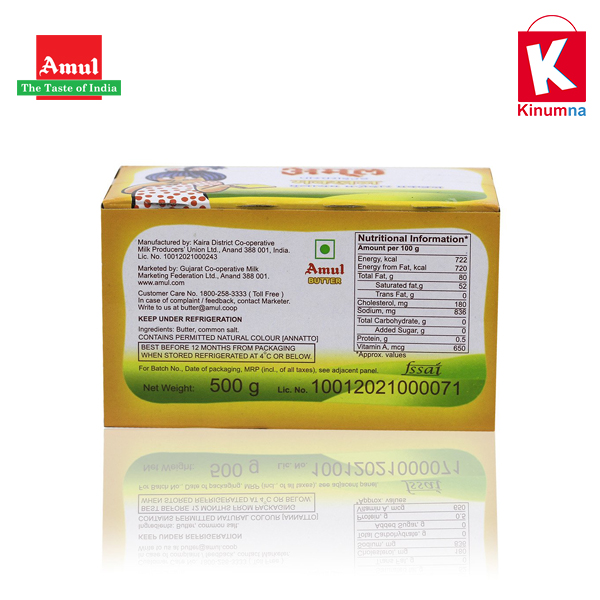 Amul
The Taste of India
K
Kinumna
अमूल
Manufactured by: Kaira District Co-operative
Milk Producers' Union Ltd., Anand 388 001, India.
Lic. No. 10012021000243
Marketed by: Gujarat Co-operative Milk
Marketing Federation Ltd., Anand 388 001.
www.amul.com
Customer Care No. 1800-258-3333 ( Toll Free )
In case of complaint / feedback, contact Marketer.
Write to us at butter@amul.coop
KEEP UNDER REFRIGERATION
Ingredients: Butter, common salt.
CONTAINS PERMITTED NATURAL COLOUR [ANNATTO]
BEST BEFORE 12 MONTHS FROM PACKAGING
WHEN STORED REFRIGERATED AT 4°C OR BELOW.
For Batch No., Date of packaging, MRP (incl., of all taxes), see adjacent panel.
Net Weight: 500 g
Amul
BUTTER
Nutritional Information*
Amount per 100 g
Energy, kcal 722
Energy from Fat, kcal 720
Total Fat, g 80
Saturated fat,g 52
Trans Fat, g 0
Cholesterol, mg 180
Sodium, mg 836
Total Carbohydrate, g 0
Added Sugar, g 0
Protein, g 0.5
Vitamin A, mcg 650
*Approx. values
fssai
Lic. No. 10012021000071